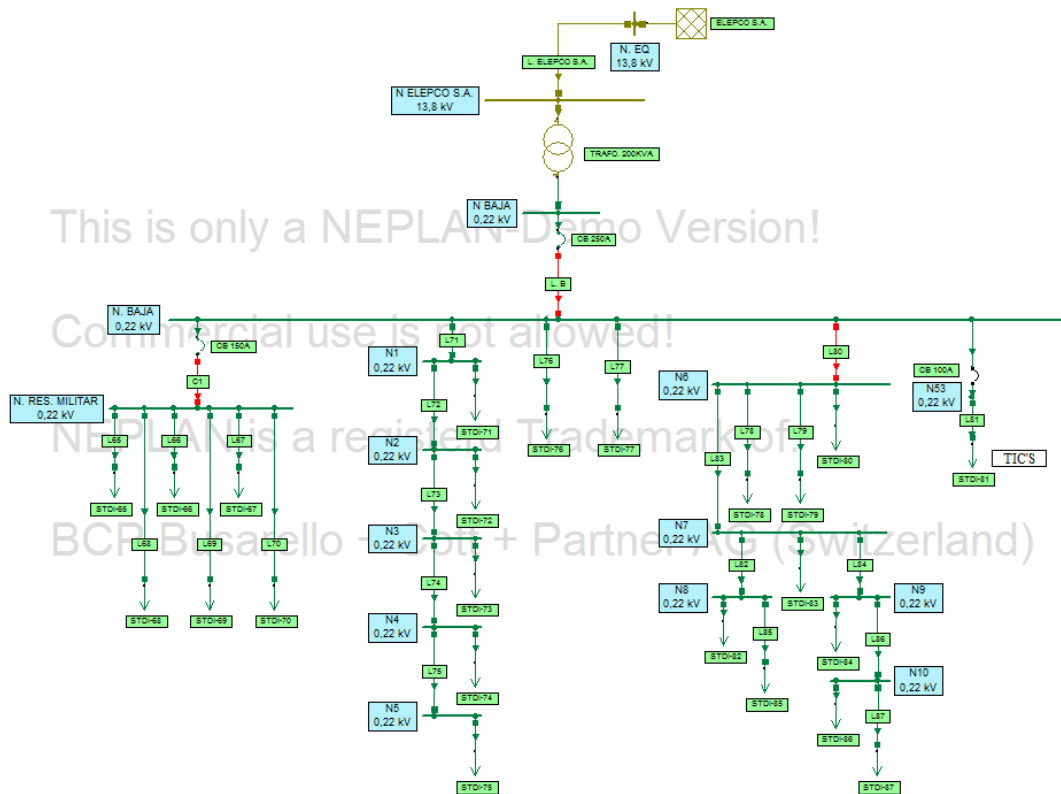 ELEPCO S.A.
N. EQ
13,8 kV
L. ELEPCO S.A.
N ELEPCO S.A.
13,8 kV
TRAFO. 200KVA
N BAJA
0,22 kV
This is only a NEPLAN-Demo Version!
CB 250A
L. B
N. BAJA
0,22 kV
Commercial use is not allowed!
CB 150A
L71
L76
L77
L80
CB 100A
C1
N1
0,22 kV
N6
0,22 kV
N53
0,22 kV
N. RES. MILITAR
0,22 kV
L72
L65
L66
L67
STDI-71
L78
L79
L81
NEPLAN is a registerd Trademark of:
N2
0,22 kV
STDI-76
STDI-77
L83
STDI-80
TIC'S
STDI-81
STDI-65
STDI-66
STDI-67
L73
STDI-72
STDI-78
STDI-79
N3
0,22 kV
N7
0,22 kV
BCP Busarello + Cott + Partner AG (Switzerland)
L68
L69
L70
L74
L82
L84
STDI-73
N8
0,22 kV
STDI-83
N9
0,22 kV
STDI-68
STDI-69
STDI-70
N4
0,22 kV
L85
L86
STDI-82
STDI-84
L75
STDI-74
N10
0,22 kV
N5
0,22 kV
STDI-85
L87
STDI-86
STDI-75
STDI-87